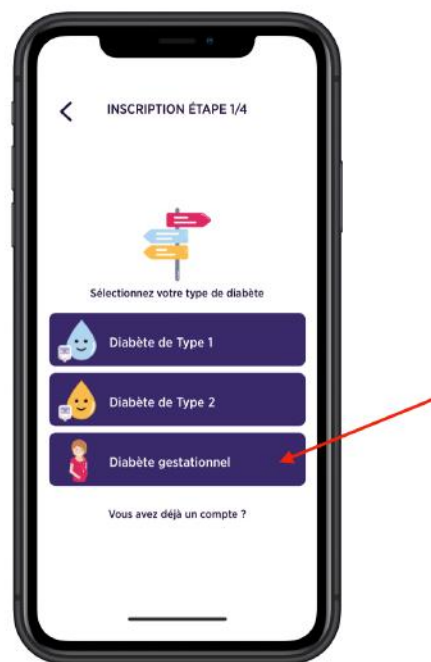 INSCRIPTION ÉTAPE 1/4
Sélectionnez votre type de diabète
Diabète de Type 1
Diabète de Type 2
Diabète gestationnel
Vous avez déjà un compte ?